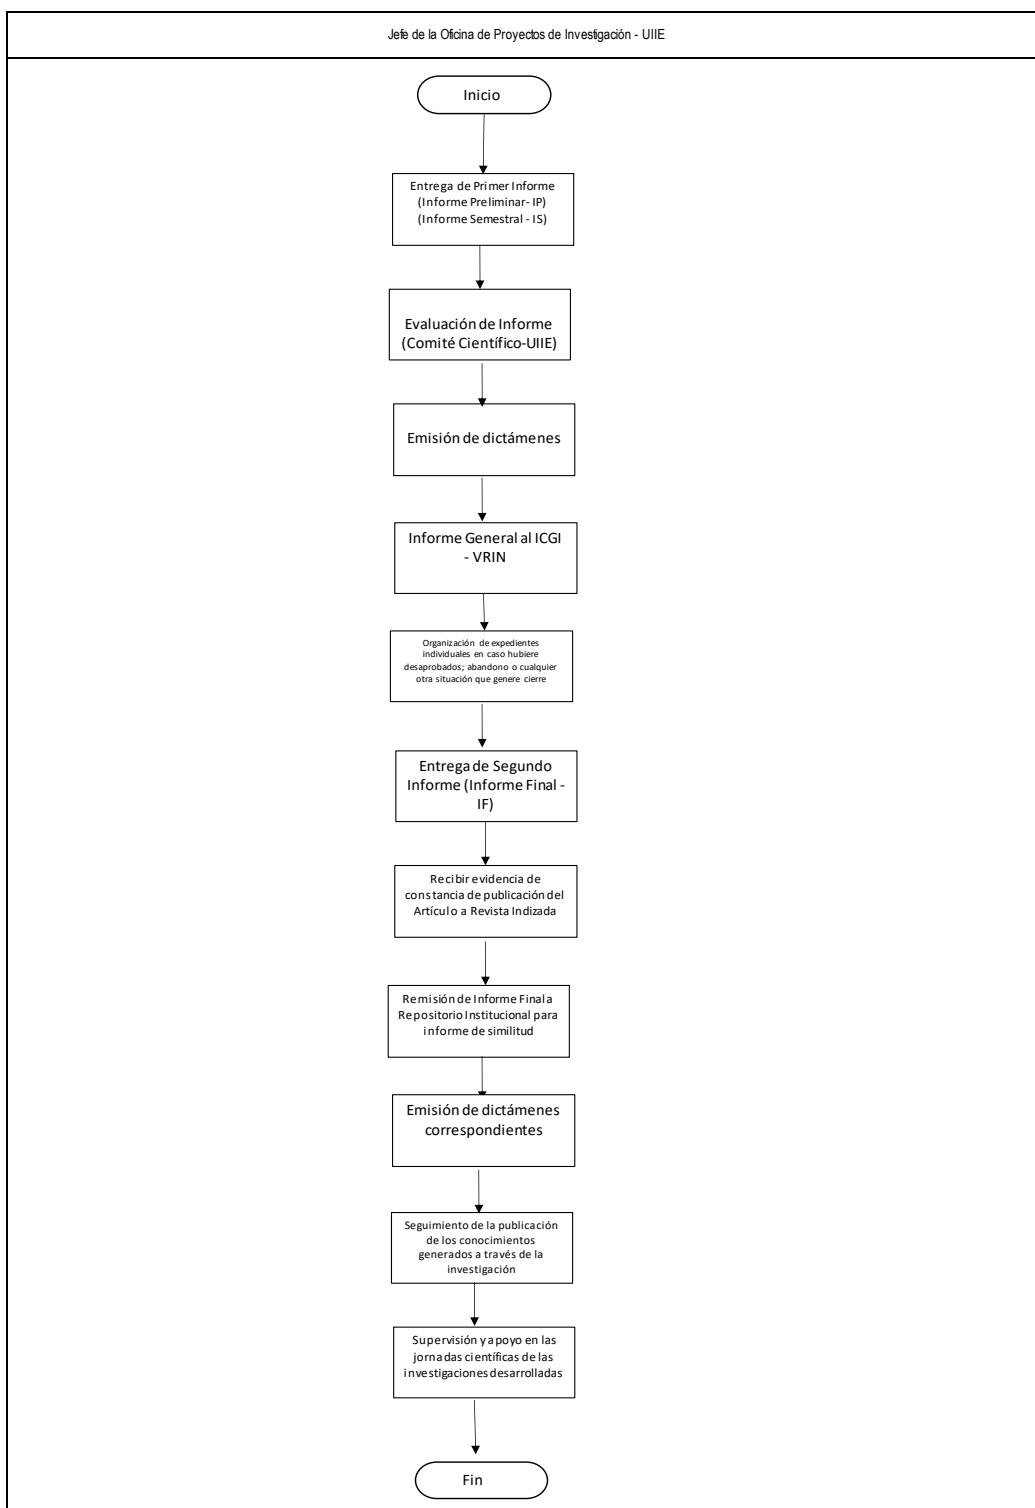 Jefe de la Oficina de Proyectos de Investigación - UIIE
Inicio
Entrega de Primer Informe
(Informe Preliminar- IP)
(Informe Semestral - IS)
Evaluación de Informe
(Comité Científico-UIIE)
Emisión de dictámenes
Informe General al ICGI
- VRIN
Organización de expedientes
individuales en caso hubiere
desaprobados; abandono o cualquier
otra situación que genere cierre
Entrega de Segundo
Informe (Informe Final -
IF)
Recibir evidencia de
constancia de publicación del
Artículo a Revista Indizada
Remisión de Informe Final a
Repositorio Institucional para
informe de similitud
Emisión de dictámenes
correspondientes
Seguimiento de la publicación
de los conocimientos
generados a través de la
investigación
Supervisión y apoyo en las
jornadas científicas de las
investigaciones desarrolladas
Fin